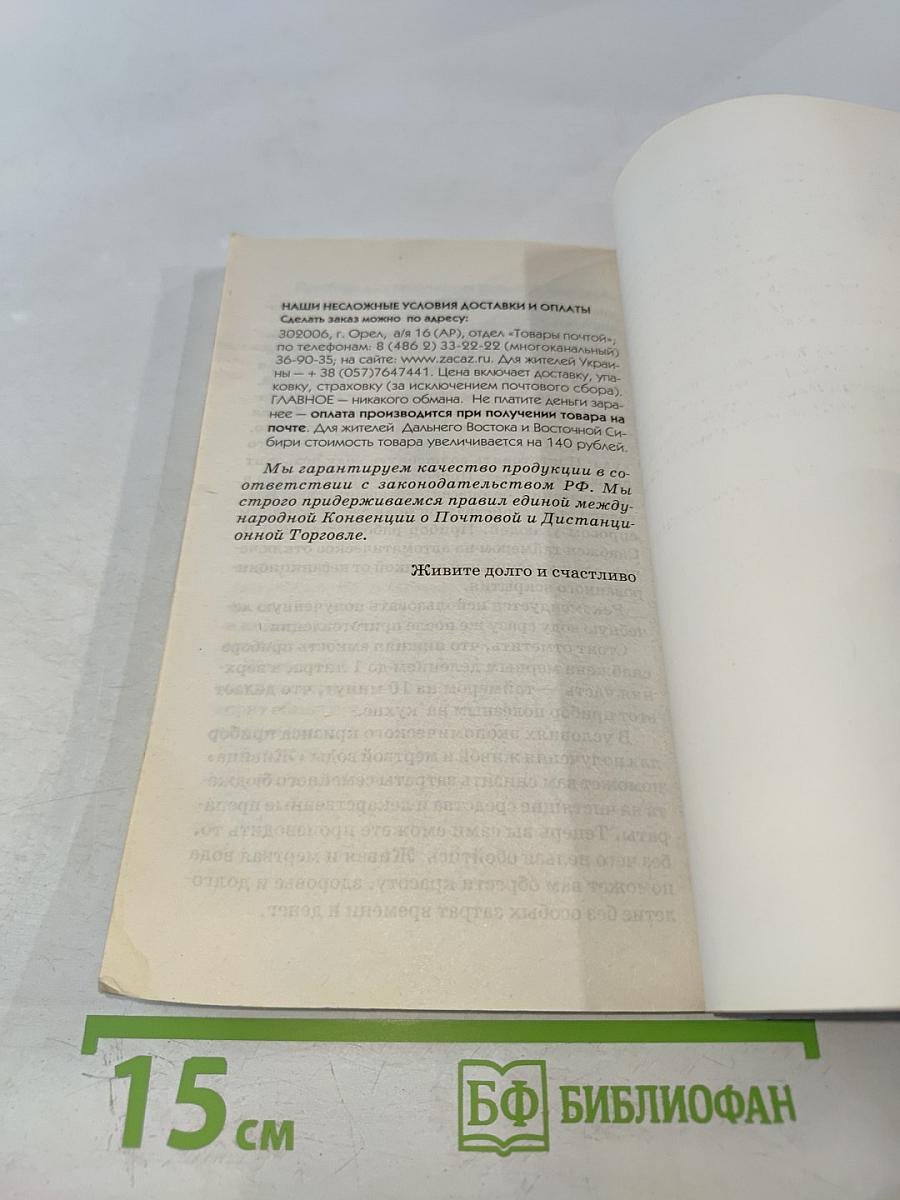 НАШИ НЕСЛОЖНЫЕ УСЛОВИЯ ДОСТАВКИ И ОПЛАТЫ
Сделать заказ можно по адресу:
302006, г. Орел, а/я 16 (АР), отдел «Товары почтой»;
по телефонам: 8 (486 2) 33-22-22 (многоканальный)
36-90-35; на сайте: www.zacaz.ru. Для жителей Украи-
ны — + 38 (057)7647441. Цена включает доставку, упа-
ковку, страховку (за исключением почтового сбора).
ГЛАВНОЕ — никакого обмана. Не платите деньги зара-
нее — оплата производится при получении товара на
почте. Для жителей Дальнего Востока и Восточной Си-
бири стоимость товара увеличивается на 140 рублей.
Мы гарантируем качество продукции в со-
ответствии с законодательством РФ. Мы
строго придерживаемся правил единой между-
народной Конвенции о Почтовой и Дистанци-
онной Торговле.
Живите долго и счастливо
15 см
БФ БИБЛИОФАН